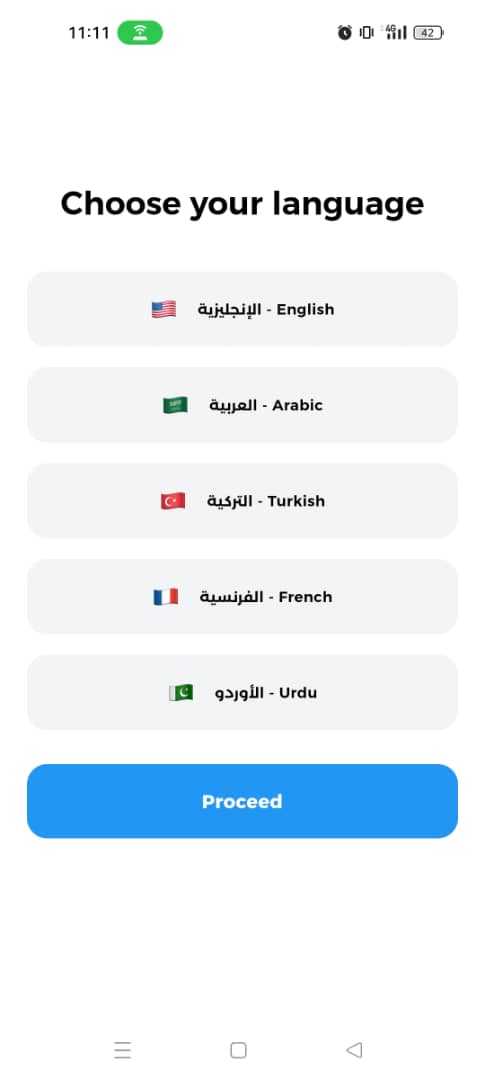 11:11
4G
42
Choose your language
الإنجليزية - English
العربية - Arabic
التركية - Turkish
الفرنسية - French
الأوردو - Urdu
Proceed